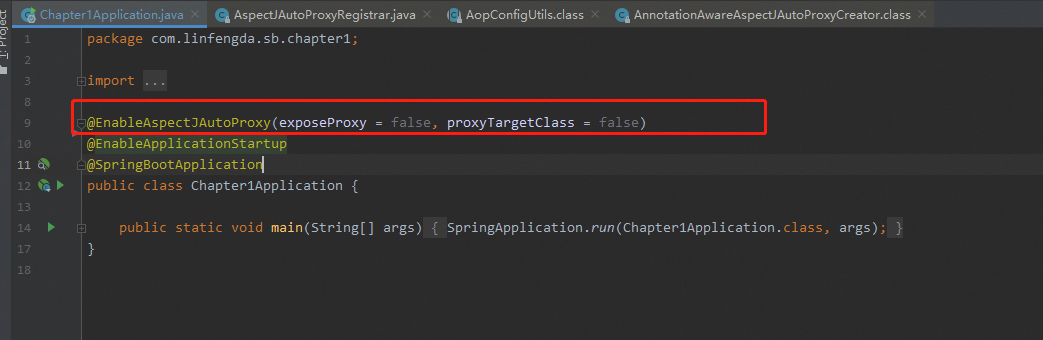 Chapter1Application.java AspectJAutoProxyRegistrar.java AopConfigUtils.class AnnotationAwareAspectJAutoProxyCreator.class
1: Project
1 package com.linfengda.sb.chapter1;
2
3 import ...
8
9 @EnableAspectJAutoProxy(exposeProxy = false, proxyTargetClass = false)
10 @EnableApplicationStartup
11 @SpringBootApplication
12 public class Chapter1Application {
13
14 public static void main(String[] args) { SpringApplication.run(Chapter1Application.class, args); }
17 }
18